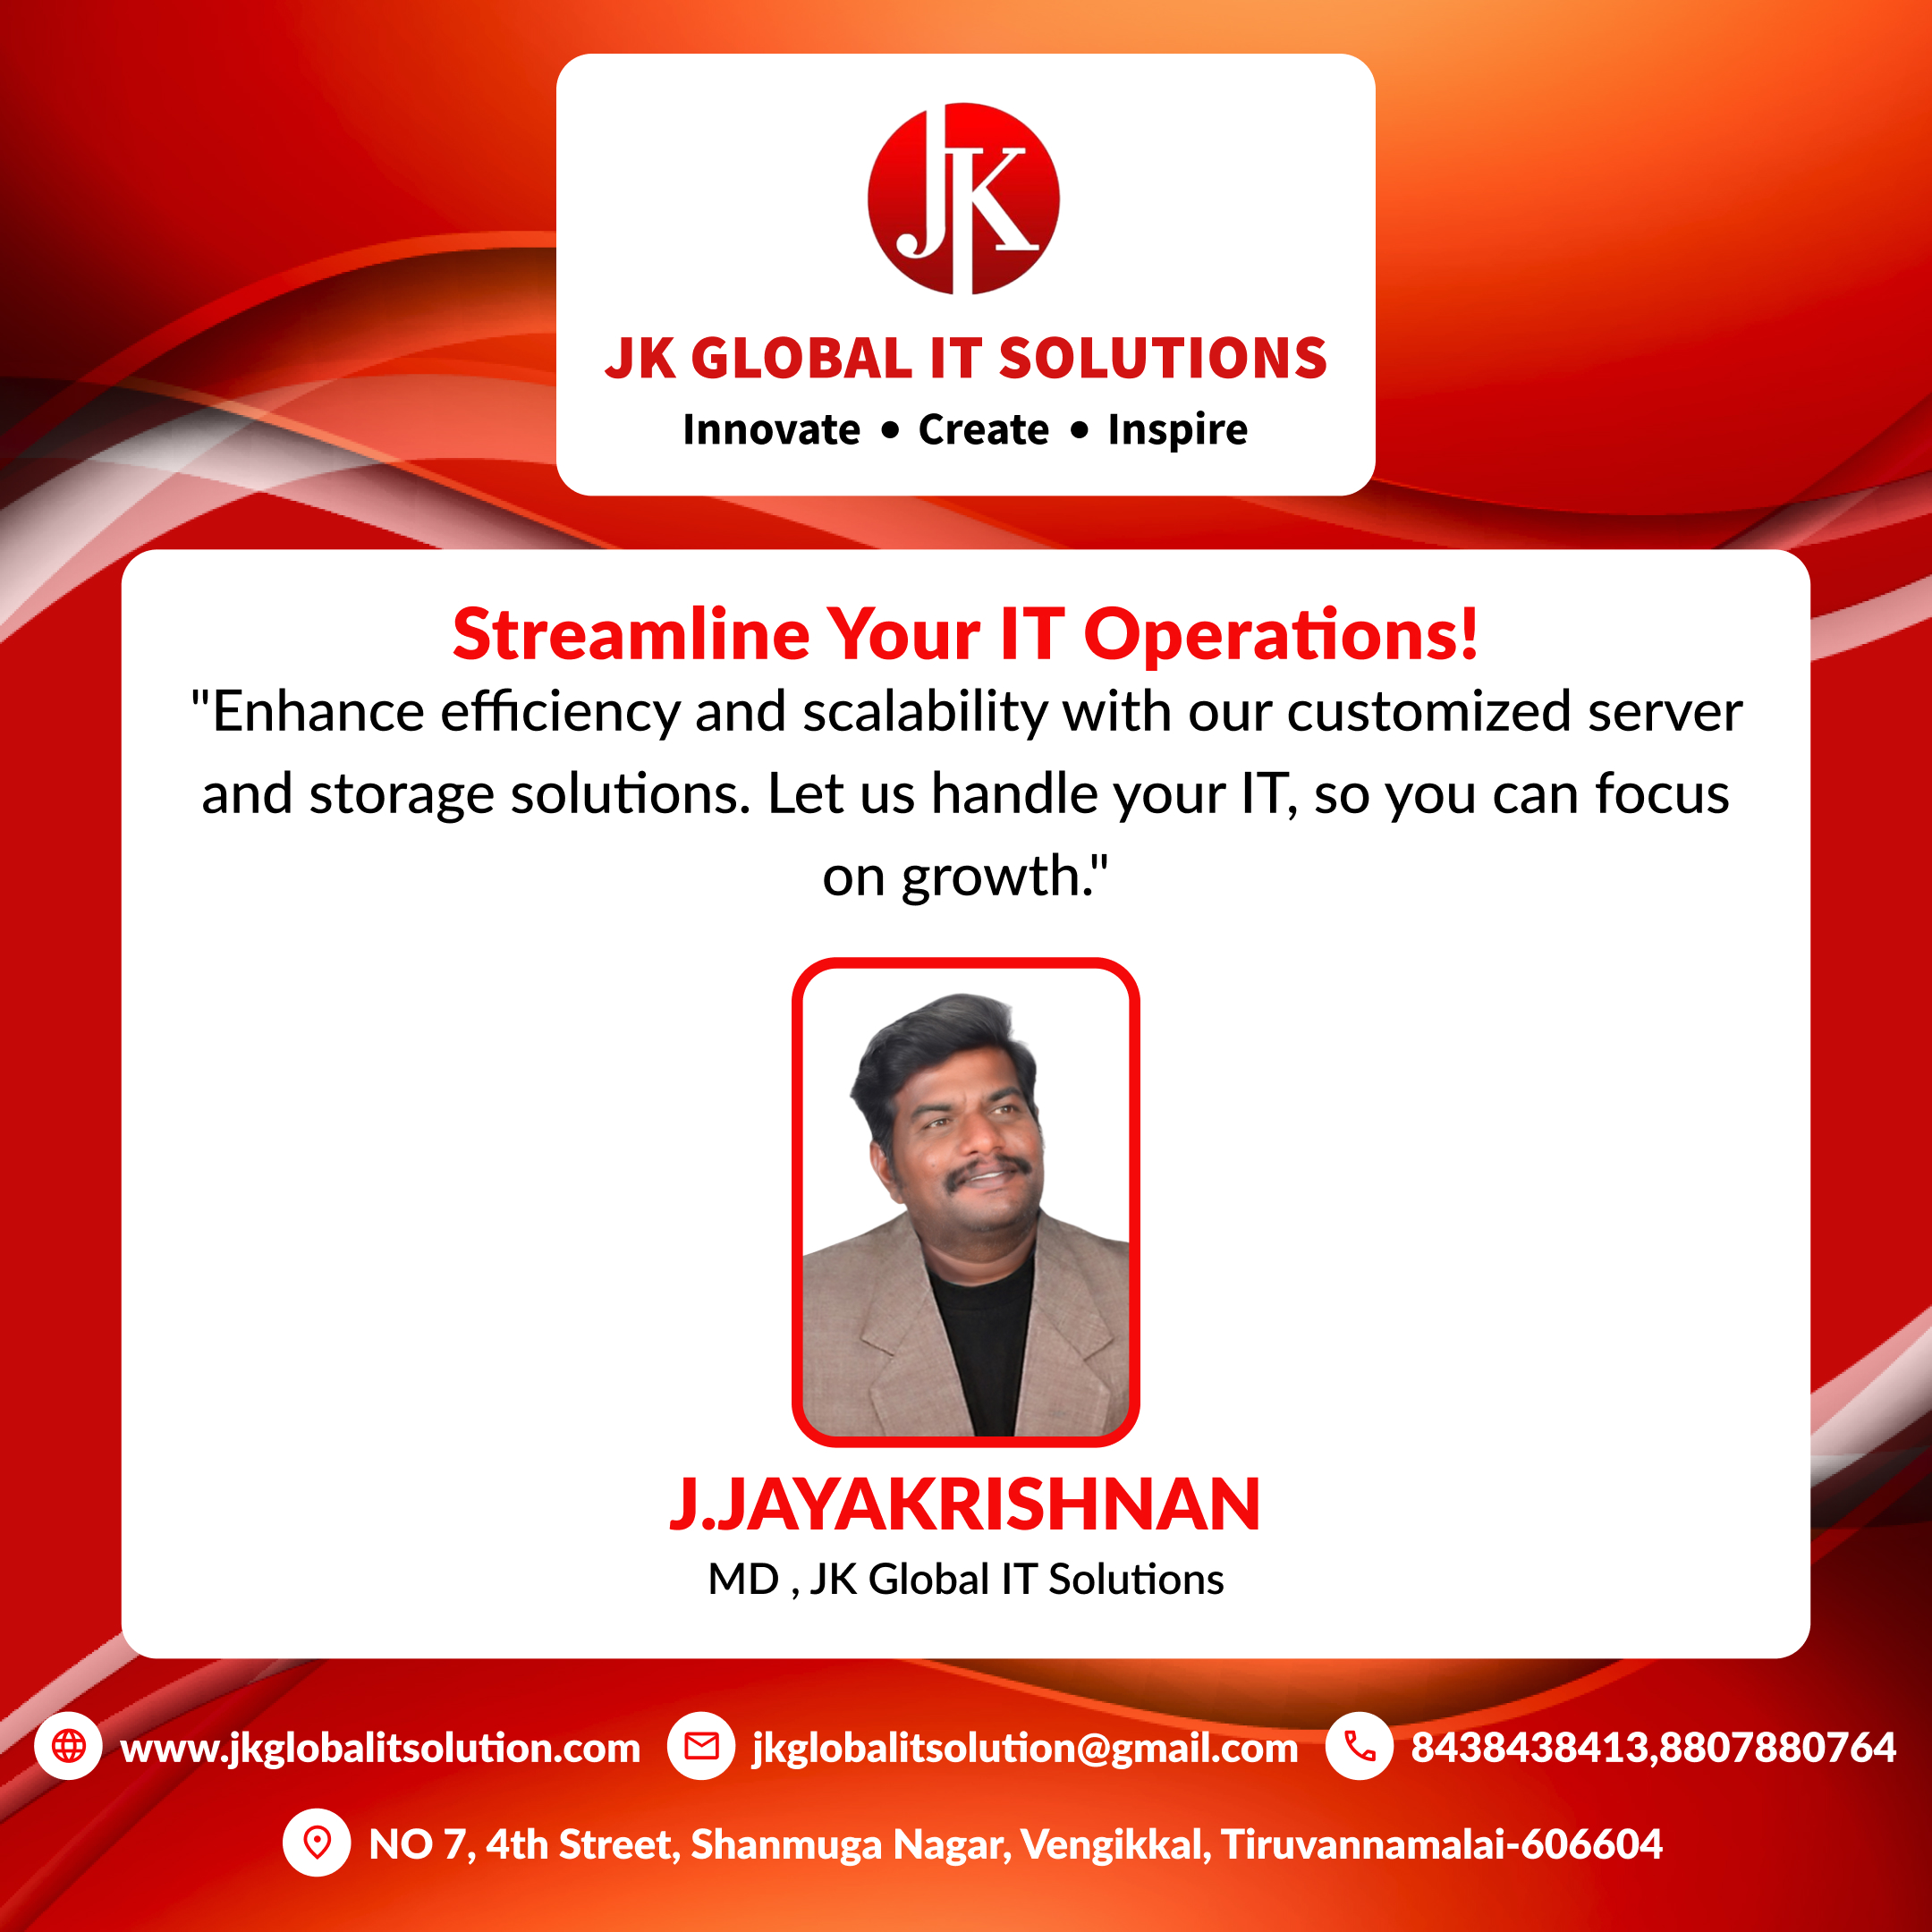 JK
JK GLOBAL IT SOLUTIONS
Innovate • Create • Inspire
Streamline Your IT Operations!
"Enhance efficiency and scalability with our customized server
and storage solutions. Let us handle your IT, so you can focus
on growth."
J.JAYAKRISHNAN
MD , JK Global IT Solutions
www.jkglobalitsolution.com jkglobalitsolution@gmail.com 8438438413,8807880764
NO 7, 4th Street, Shanmuga Nagar, Vengikkal, Tiruvannamalai-606604